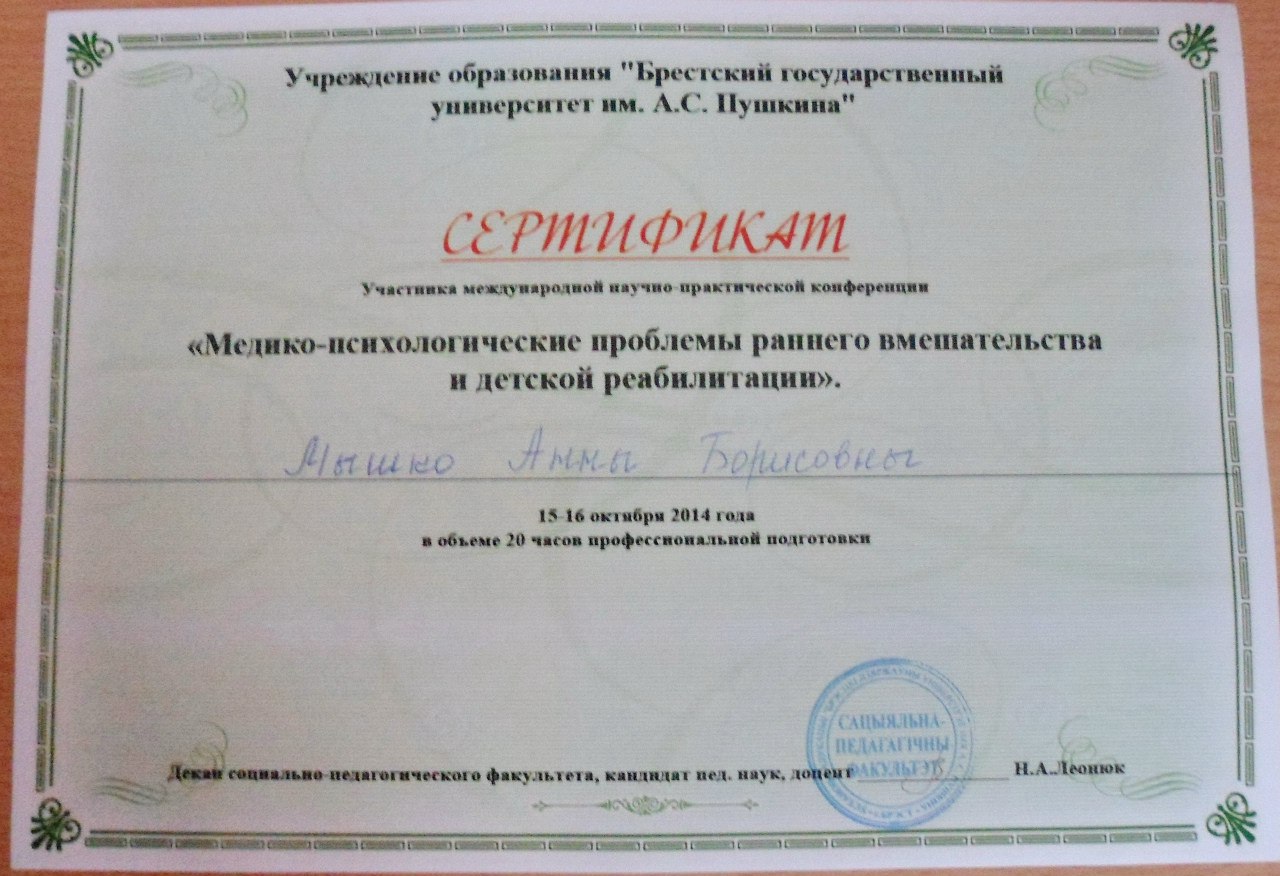 Учреждение образования "Брестский государственный
университет им. А.С. Пушкина"
СЕРТИФИКАТ
Участника международной научно-практической конференции
«Медико-психологические проблемы раннего вмешательства
и детской реабилитации».
Мышко Анны Борисовны
15-16 октября 2014 года
в объеме 20 часов профессиональной подготовки
САЦЫЯЛЬНА-
ПЕДАГАГІЧНЫ
ФАКУЛЬТЭТ
Декан социально-педагогического факультета, кандидат пед. наук, доцент Н.А.Леонюк